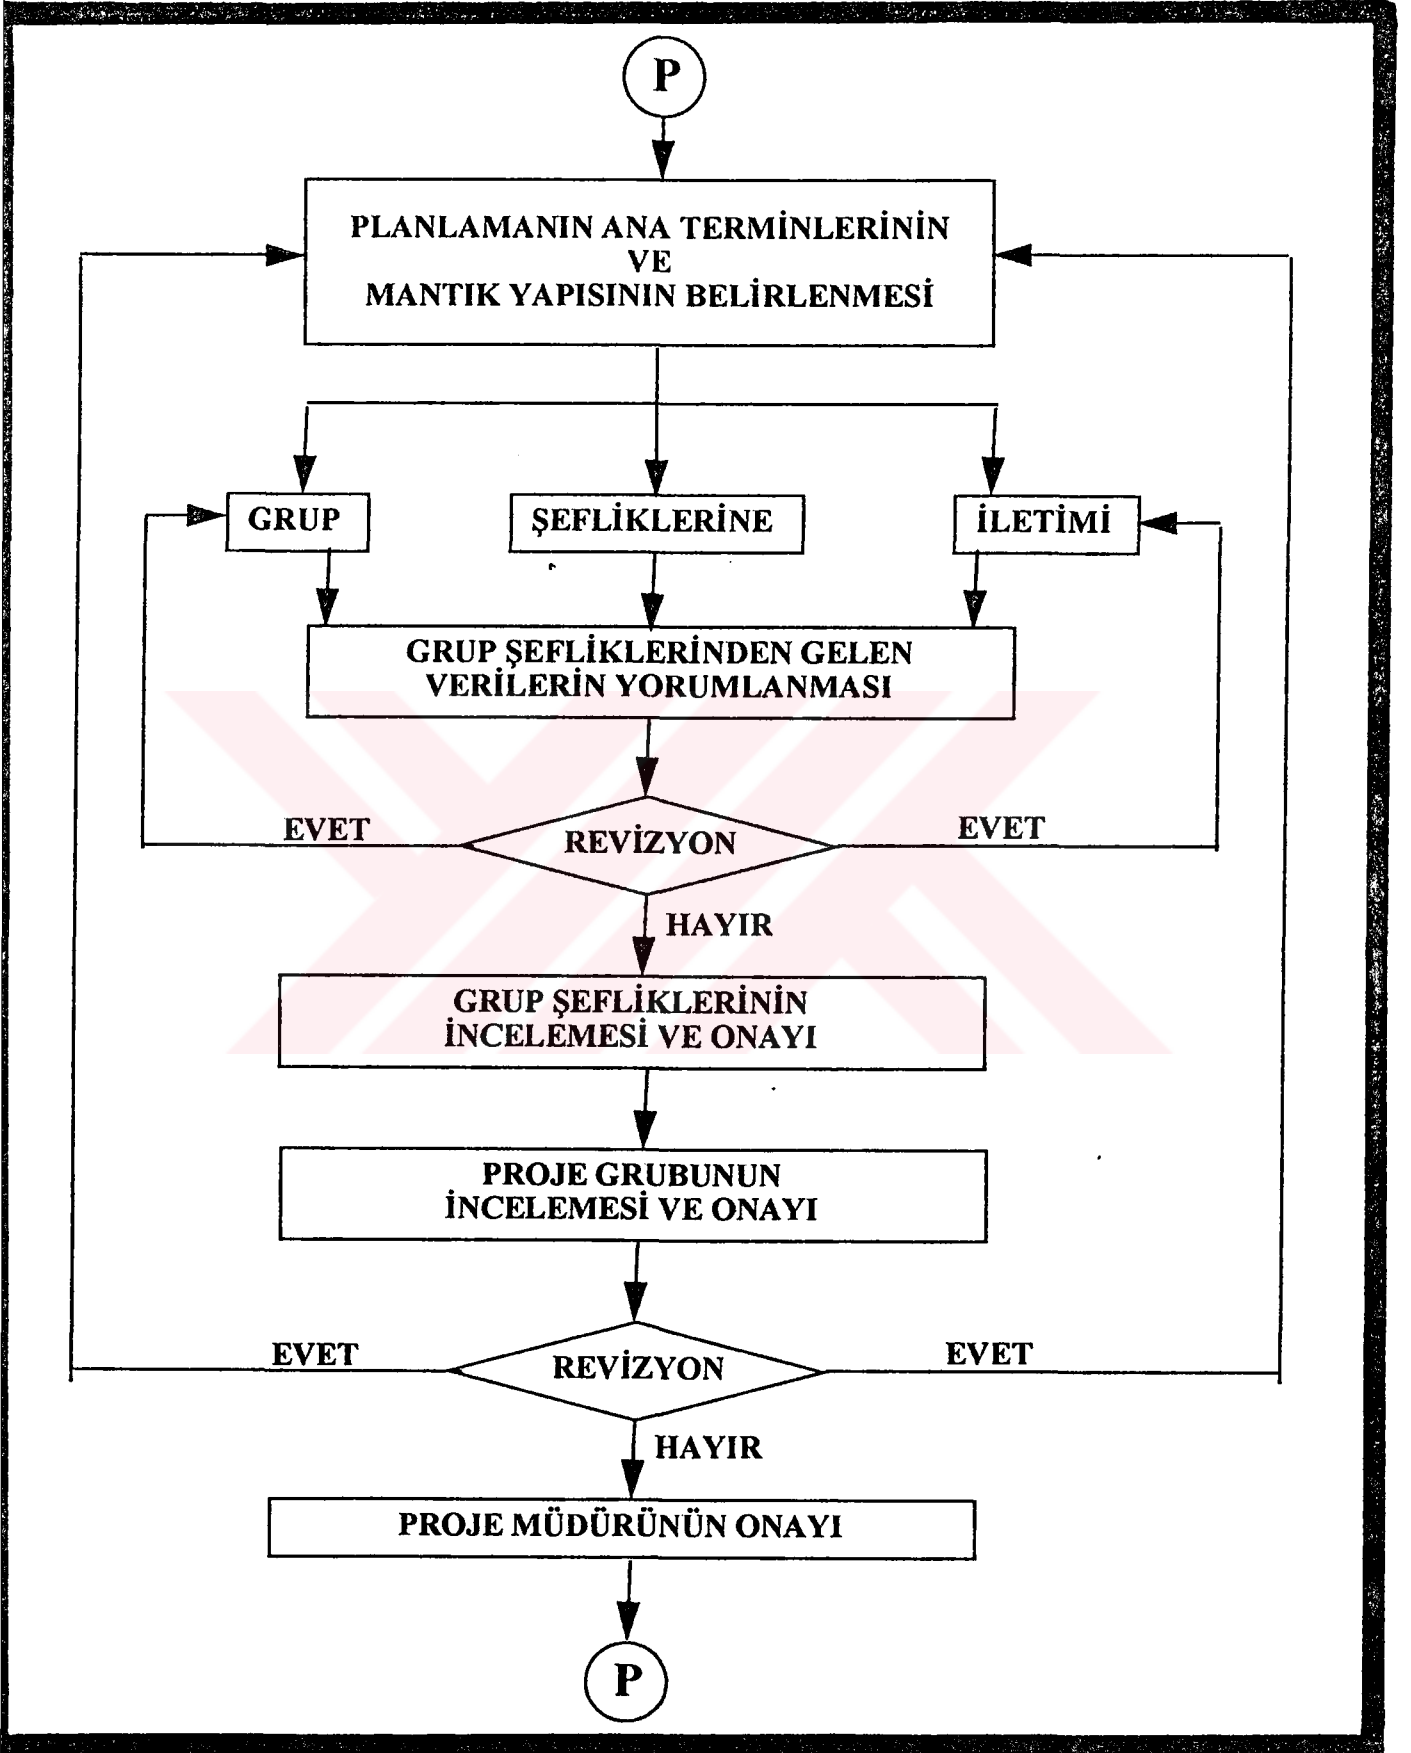 P
PLANLAMANIN ANA TERMİNLERİNİN
VE
MANTIK YAPISININ BELİRLENMESİ
GRUP
ŞEFLİKLERİNE
İLETİMİ
GRUP ŞEFLİKLERİNDEN GELEN
VERİLERİN YORUMLANMASI
EVET
REVİZYON
EVET
HAYIR
GRUP ŞEFLİKLERİNİN
İNCELEMESİ VE ONAYI
PROJE GRUBUNUN
İNCELEMESİ VE ONAYI
EVET
REVİZYON
EVET
HAYIR
PROJE MÜDÜRÜNÜN ONAYI
P